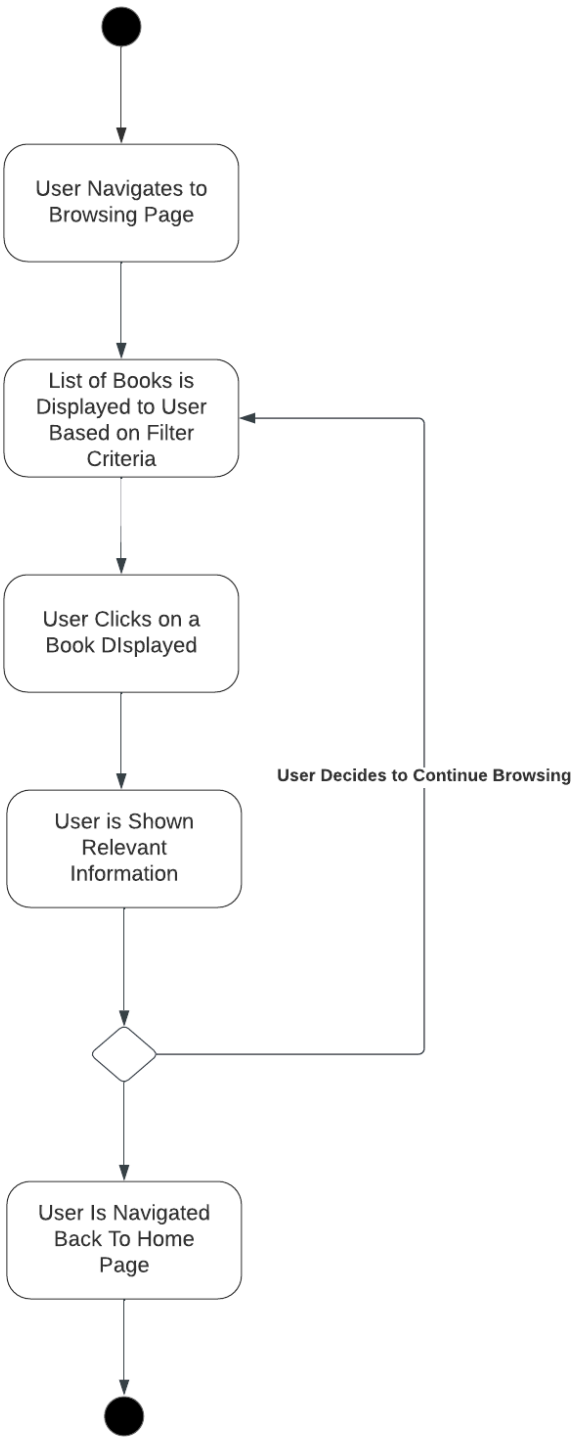 User Navigates to
Browsing Page
List of Books is
Displayed to User
Based on Filter
Criteria
User Clicks on a
Book DIsplayed
User Decides to Continue Browsing
User is Shown
Relevant
Information
User Is Navigated
Back To Home
Page